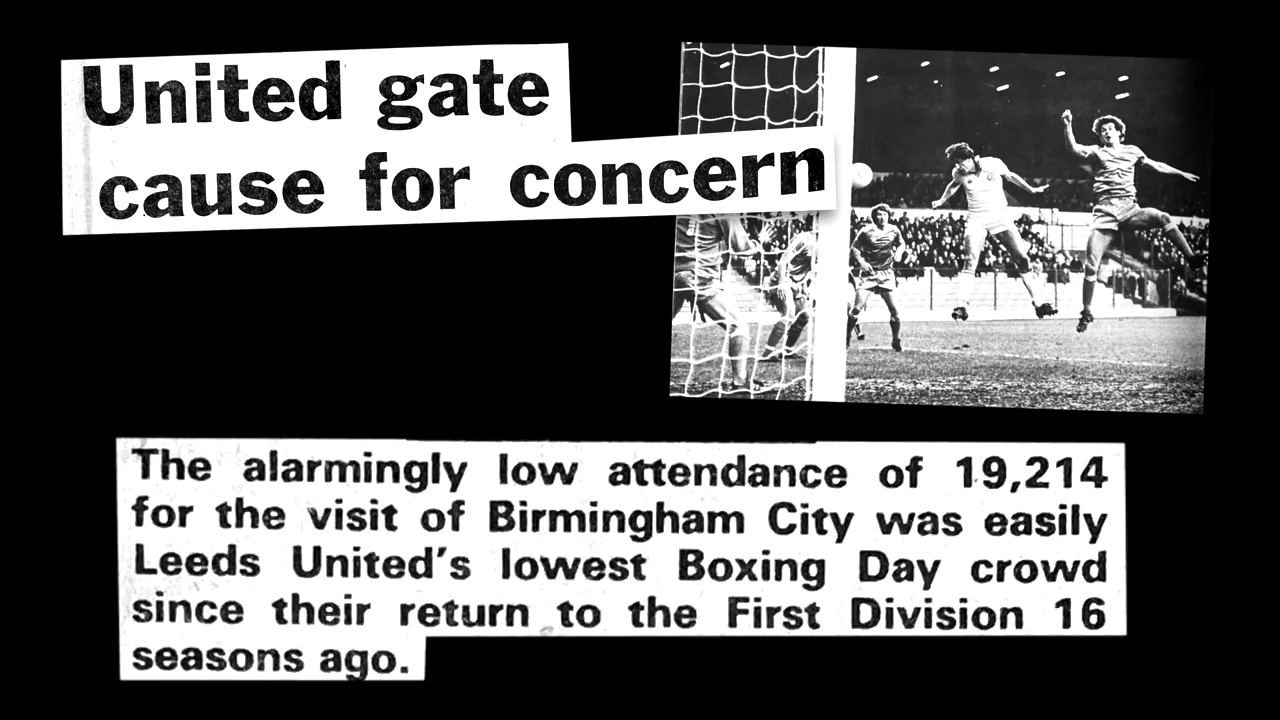 United gate
cause for concern
The alarmingly low attendance of 19,214
for the visit of Birmingham City was easily
Leeds United's lowest Boxing Day crowd
since their return to the First Division 16
seasons ago.